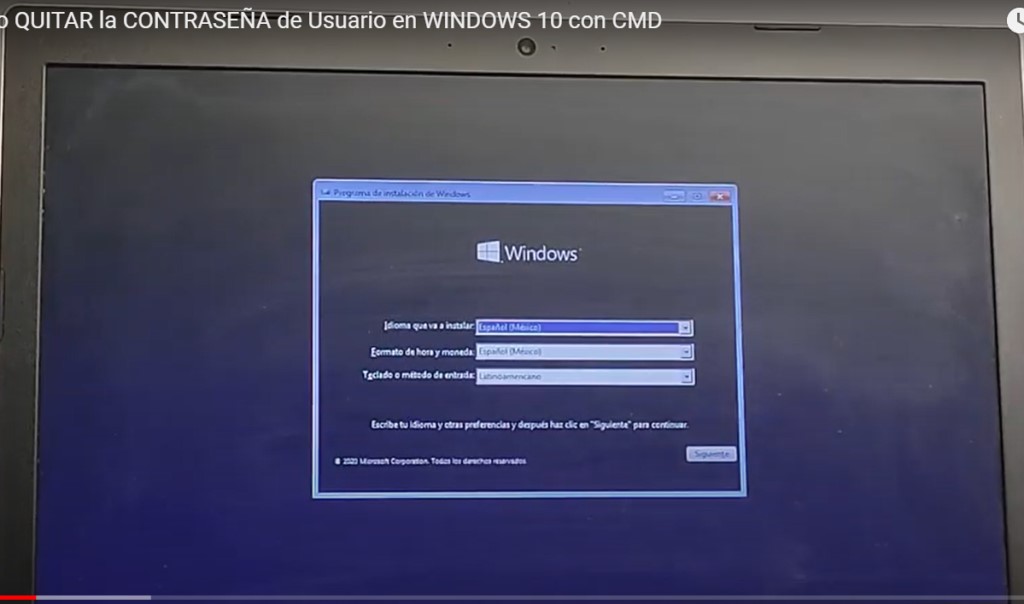 o QUITAR la CONTRASEÑA de Usuario en WINDOWS 10 con CMD
Programa de instalación de Windows
Windows
Idioma que va a instalar: Español (México)
Formato de hora y moneda: Español (México)
Teclado o método de entrada: Latinoamericano
Escribe tu idioma y otras preferencias y después haz clic en "Siguiente" para continuar.
© 2020 Microsoft Corporation. Todos los derechos reservados.
Siguiente